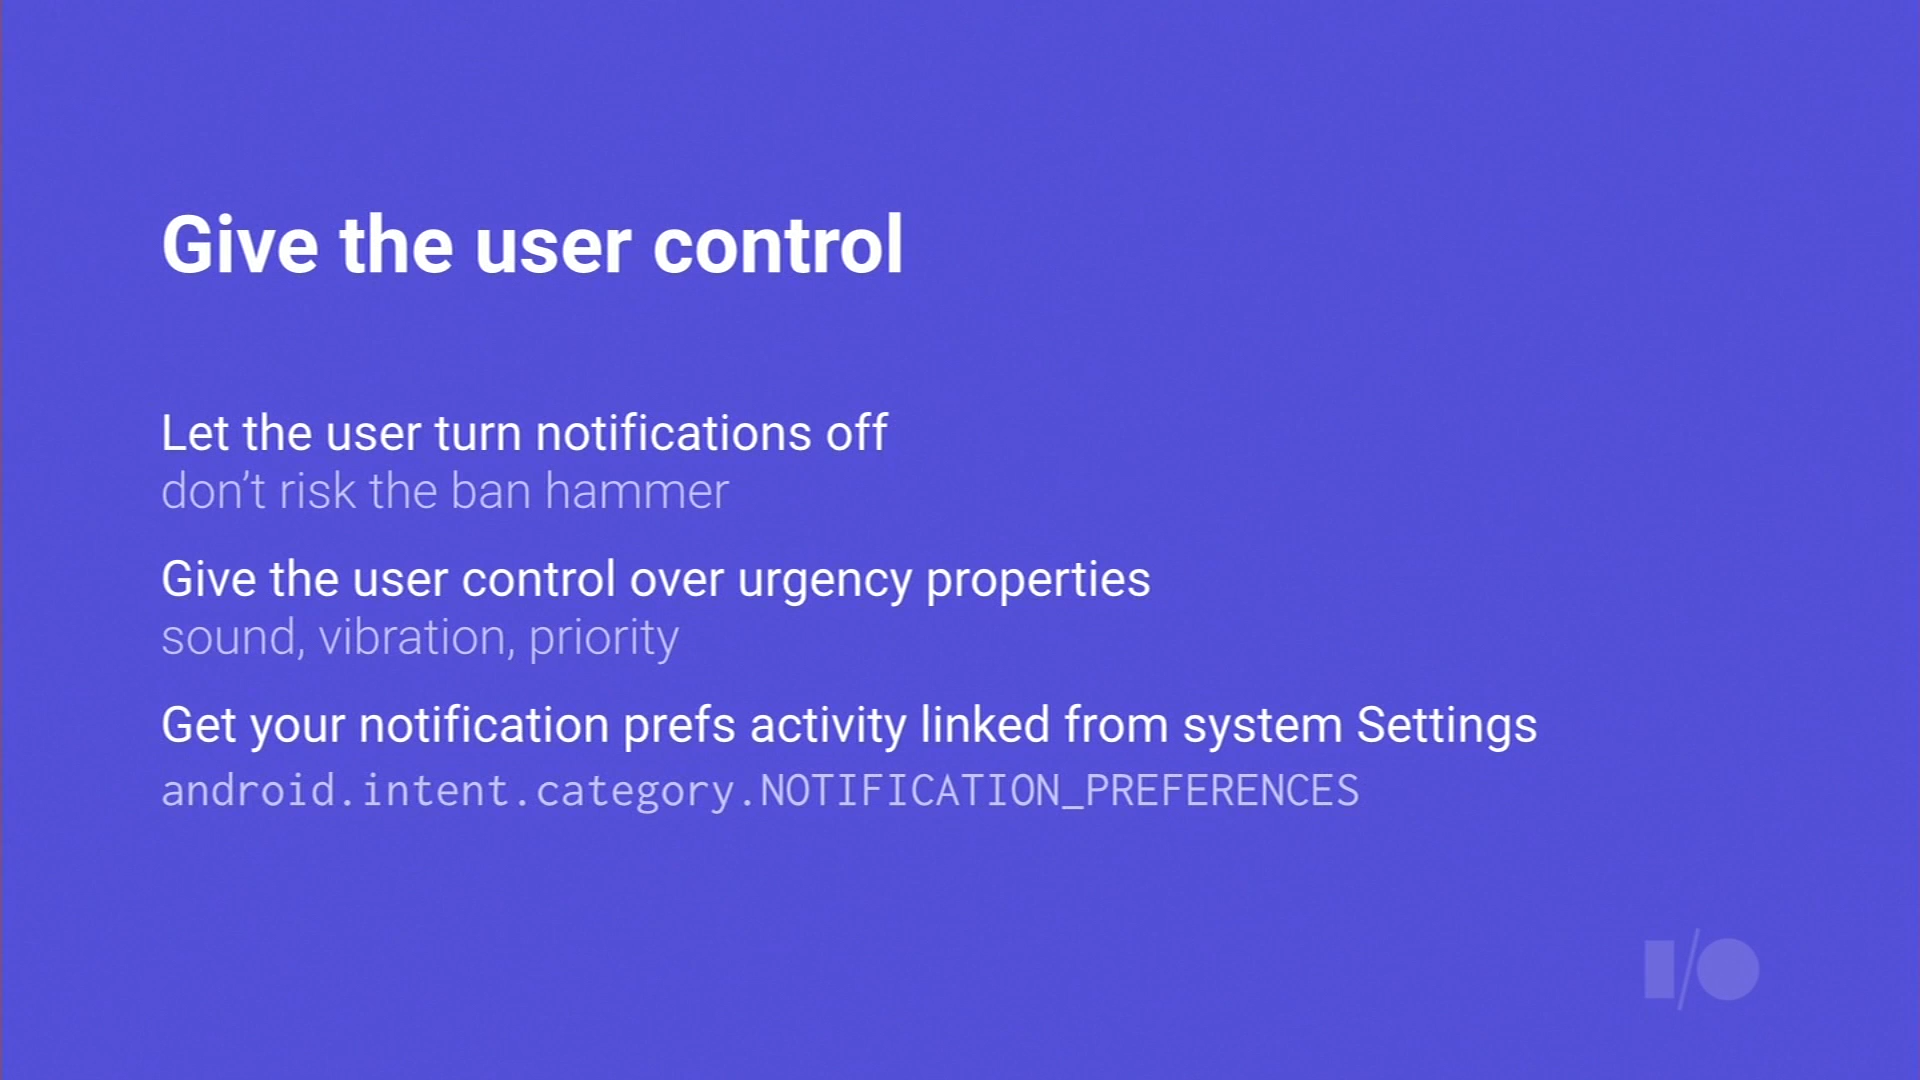 Give the user control
Let the user turn notifications off
don’t risk the ban hammer
Give the user control over urgency properties
sound, vibration, priority
Get your notification prefs activity linked from system Settings
android.intent.category.NOTIFICATION_PREFERENCES
I/O